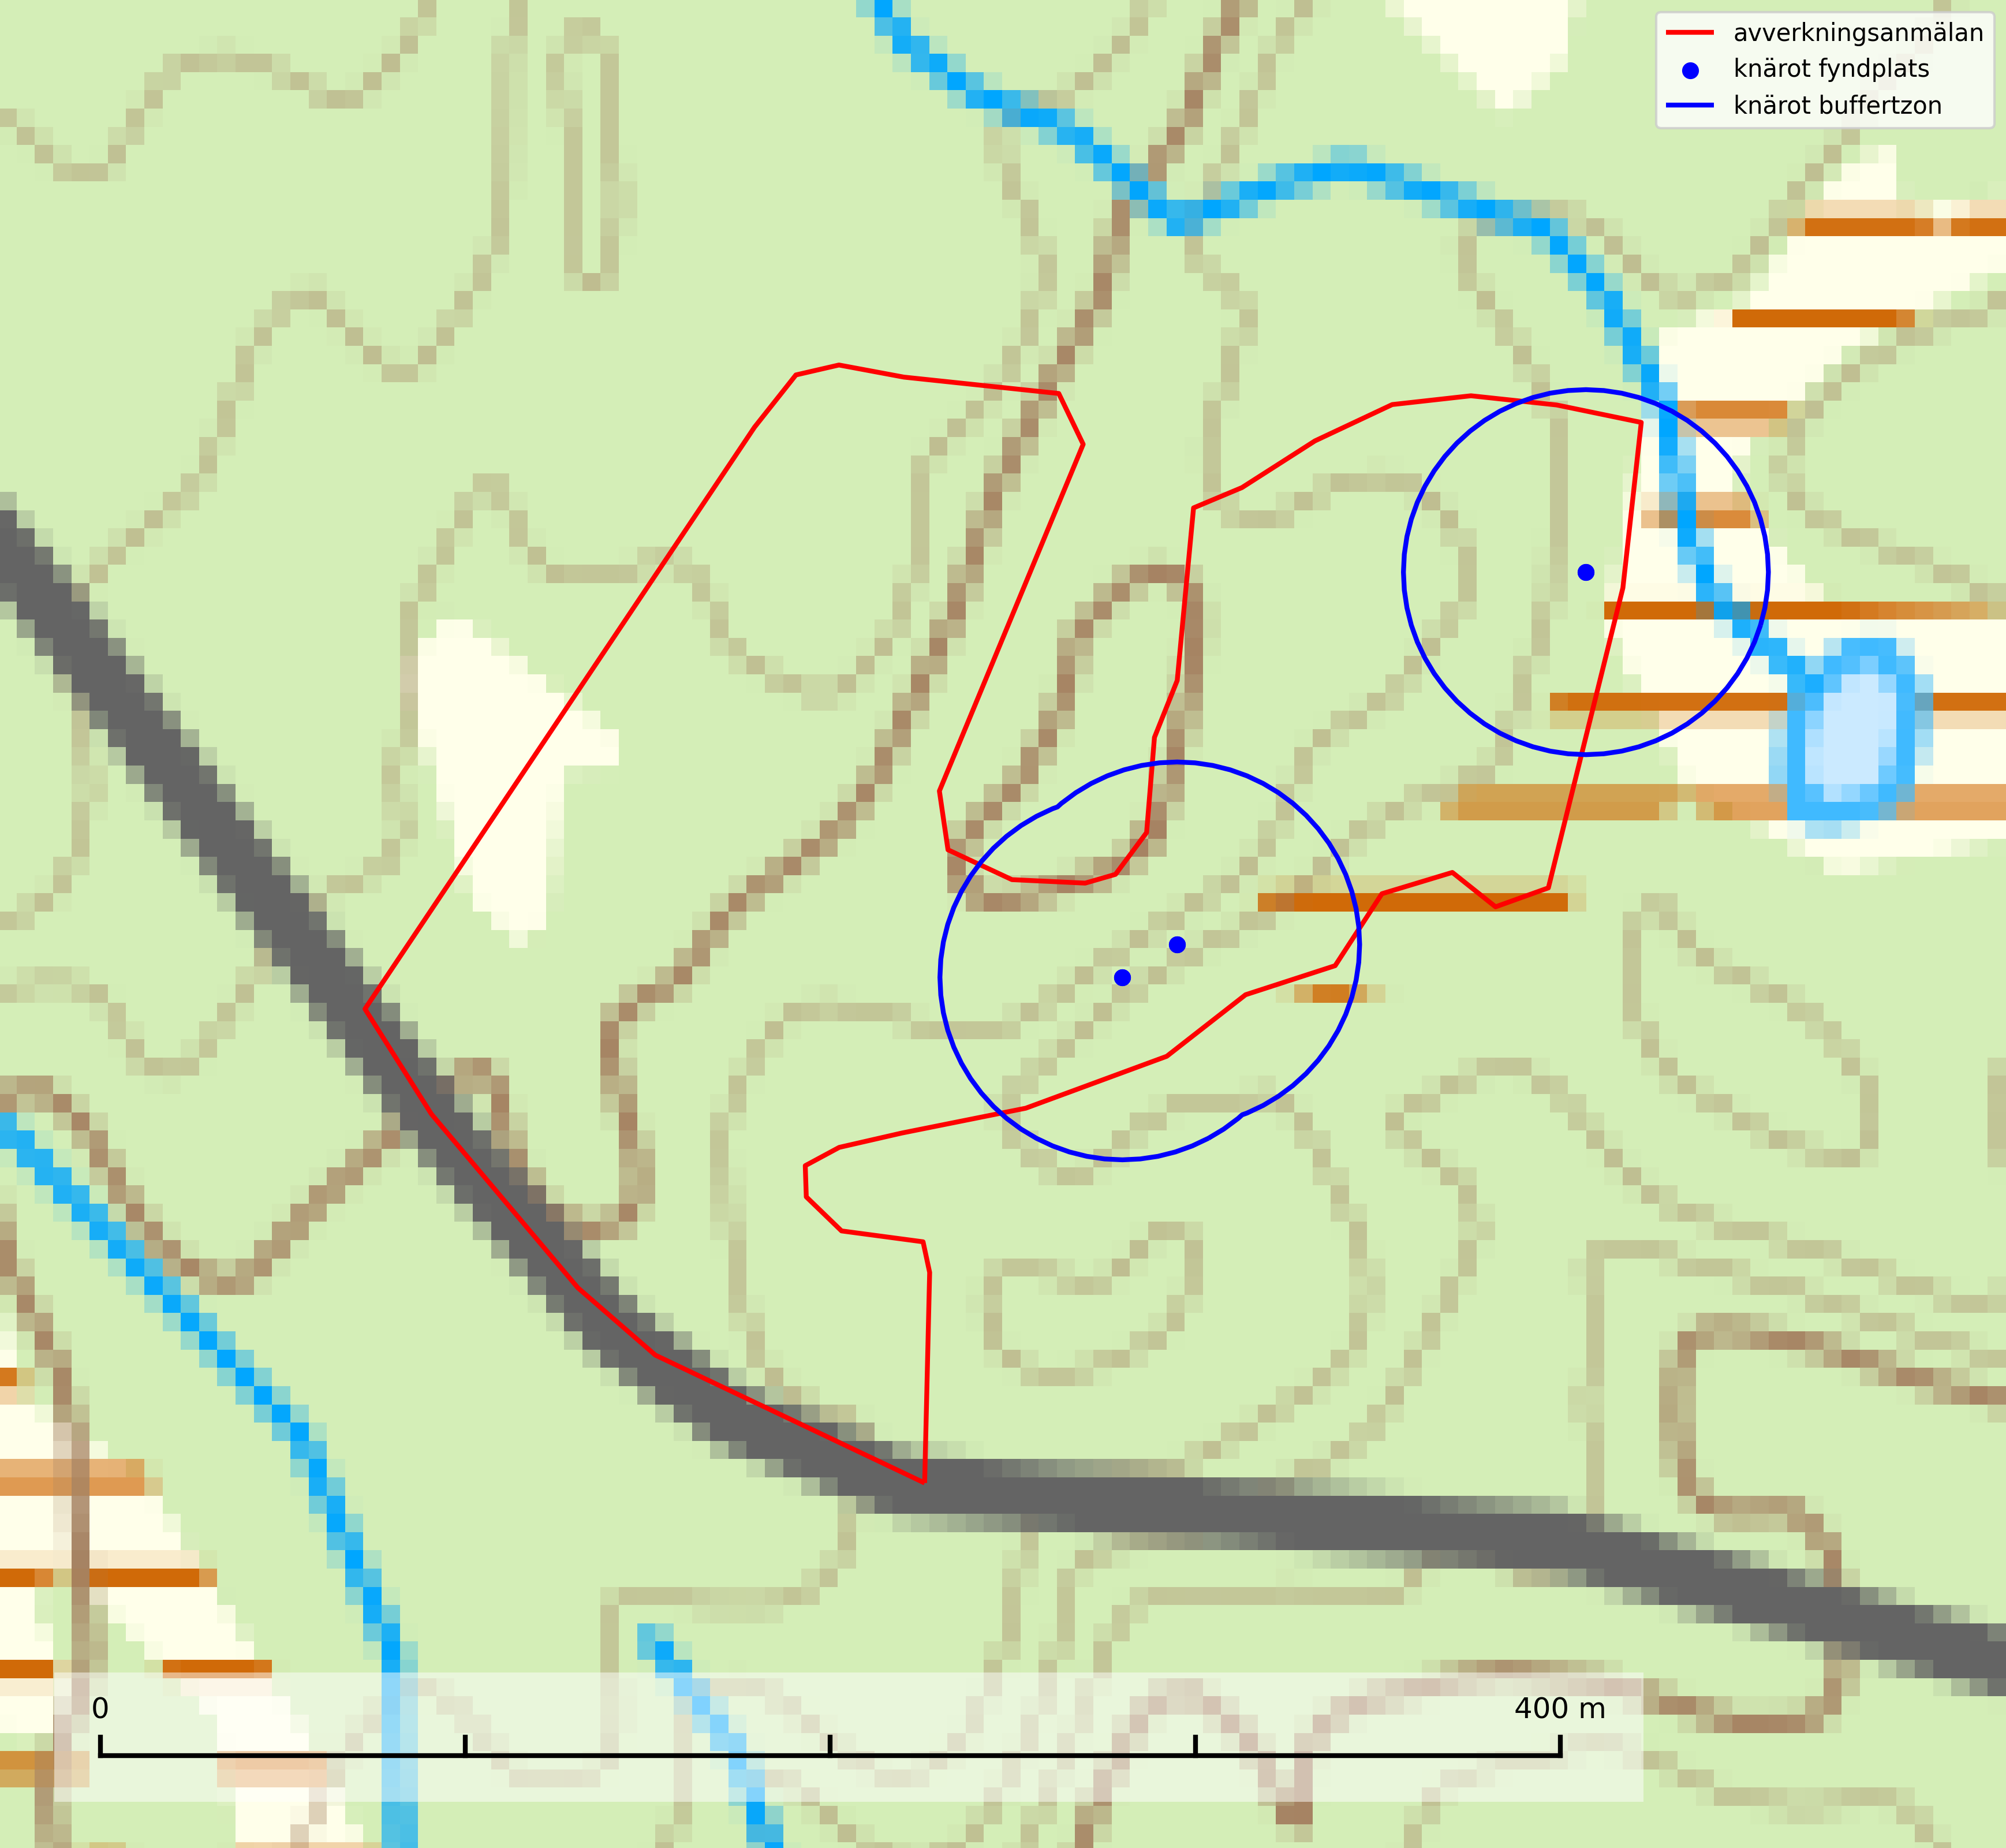 avverkningsanmälan
knärot fyndplats
knärot buffertzon
0
400 m